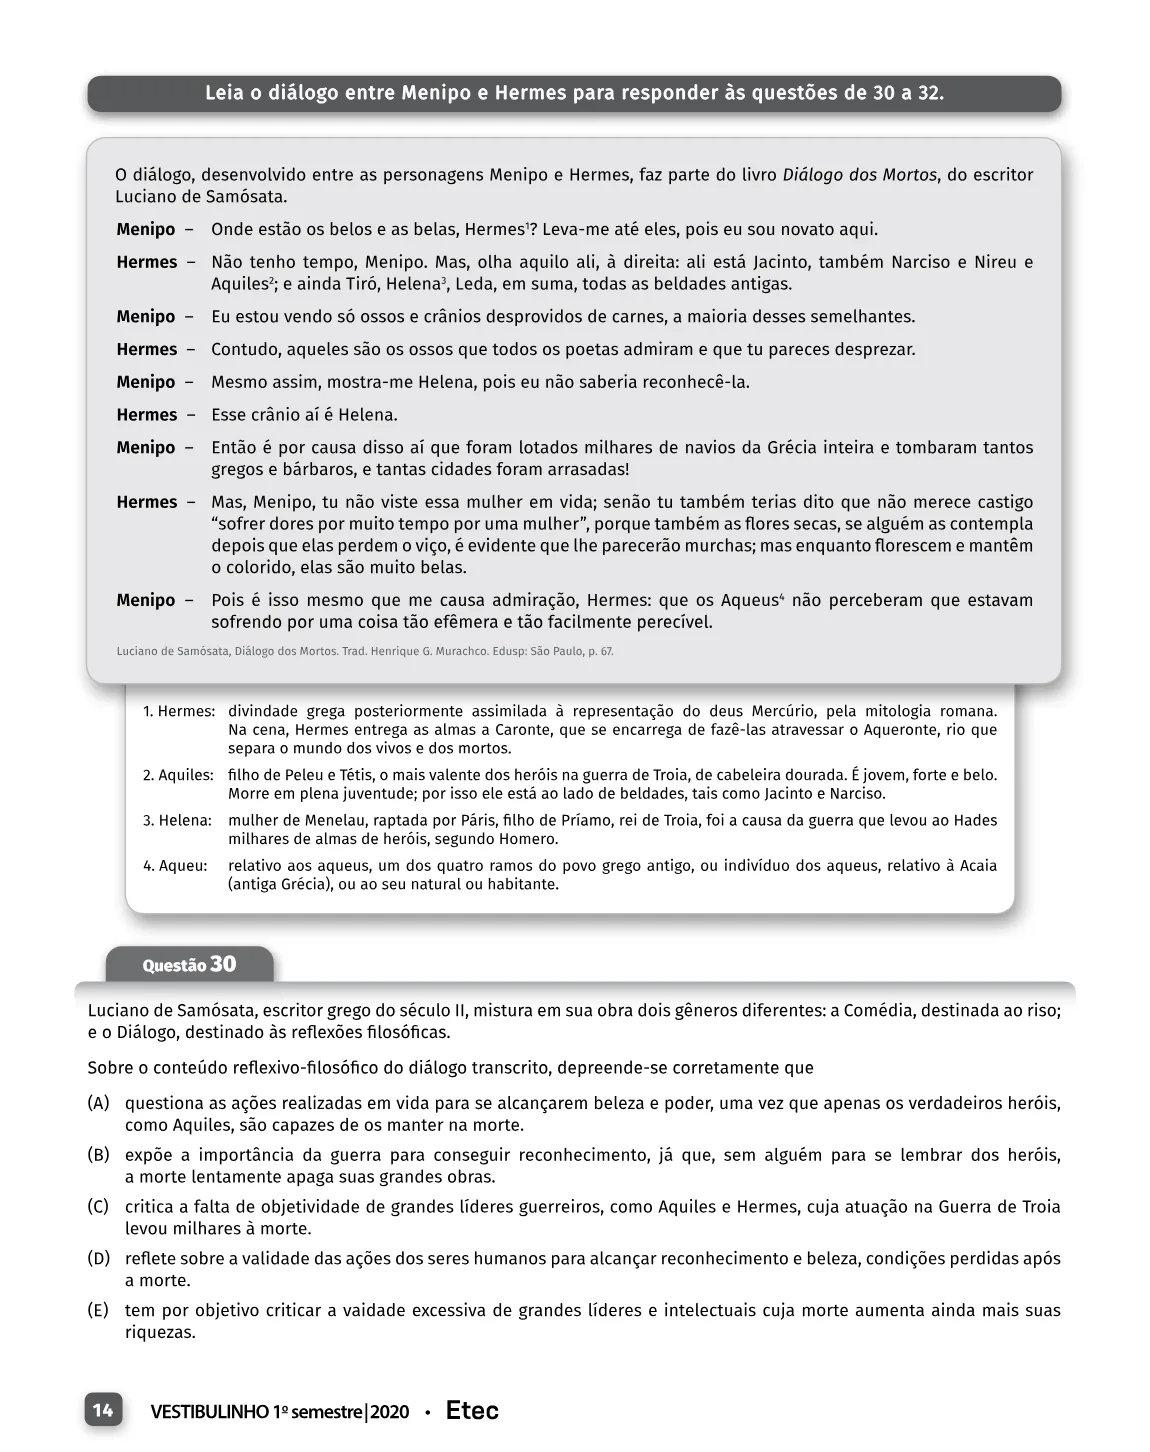 Leia o diálogo entre Menipo e Hermes para responder às questões de 30 a 32.
O diálogo, desenvolvido entre as personagens Menipo e Hermes, faz parte do livro Diálogo dos Mortos, do escritor
Luciano de Samósata.
Menipo – Onde estão os belos e as belas, Hermes¹? Leva-me até eles, pois eu sou novato aqui.
Hermes – Não tenho tempo, Menipo. Mas, olha aquilo ali, à direita: ali está Jacinto, também Narciso e Nireu e
Aquiles²; e ainda Tiró, Helena³, Leda, em suma, todas as beldades antigas.
Menipo – Eu estou vendo só ossos e crânios desprovidos de carnes, a maioria desses semelhantes.
Hermes – Contudo, aqueles são os ossos que todos os poetas admiram e que tu pareces desprezar.
Menipo – Mesmo assim, mostra-me Helena, pois eu não saberia reconhecê-la.
Hermes – Esse crânio aí é Helena.
Menipo – Então é por causa disso aí que foram lotados milhares de navios da Grécia inteira e tombaram tantos
gregos e bárbaros, e tantas cidades foram arrasadas!
Hermes – Mas, Menipo, tu não viste essa mulher em vida; senão tu também terias dito que não merece castigo
“sofrer dores por muito tempo por uma mulher”, porque também as flores secas, se alguém as contempla
depois que elas perdem o viço, é evidente que lhe parecerão murchas; mas enquanto florescem e mantêm
o colorido, elas são muito belas.
Menipo – Pois é isso mesmo que me causa admiração, Hermes: que os Aqueus⁴ não perceberam que estavam
sofrendo por uma coisa tão efêmera e tão facilmente perecível.
Luciano de Samósata, Diálogo dos Mortos. Trad. Henrique G. Murachco. Edusp: São Paulo, p. 67.
1. Hermes: divindade grega posteriormente assimilada à representação do deus Mercúrio, pela mitologia romana.
Na cena, Hermes entrega as almas a Caronte, que se encarrega de fazê-las atravessar o Aqueronte, rio que
separa o mundo dos vivos e dos mortos.
2. Aquiles: filho de Peleu e Tétis, o mais valente dos heróis na guerra de Troia, de cabeleira dourada. É jovem, forte e belo.
Morre em plena juventude; por isso ele está ao lado de beldades, tais como Jacinto e Narciso.
3. Helena: mulher de Menelau, raptada por Páris, filho de Príamo, rei de Troia, foi a causa da guerra que levou ao Hades
milhares de almas de heróis, segundo Homero.
4. Aqueu: relativo aos aqueus, um dos quatro ramos do povo grego antigo, ou indivíduo dos aqueus, relativo à Acaia
(antiga Grécia), ou ao seu natural ou habitante.
Questão 30
Luciano de Samósata, escritor grego do século II, mistura em sua obra dois gêneros diferentes: a Comédia, destinada ao riso;
e o Diálogo, destinado às reflexões filosóficas.
Sobre o conteúdo reflexivo-filosófico do diálogo transcrito, depreende-se corretamente que
(A) questiona as ações realizadas em vida para se alcançarem beleza e poder, uma vez que apenas os verdadeiros heróis,
como Aquiles, são capazes de os manter na morte.
(B) expõe a importância da guerra para conseguir reconhecimento, já que, sem alguém para se lembrar dos heróis,
a morte lentamente apaga suas grandes obras.
(C) critica a falta de objetividade de grandes líderes guerreiros, como Aquiles e Hermes, cuja atuação na Guerra de Troia
levou milhares à morte.
(D) reflete sobre a validade das ações dos seres humanos para alcançar reconhecimento e beleza, condições perdidas após
a morte.
(E) tem por objetivo criticar a vaidade excessiva de grandes líderes e intelectuais cuja morte aumenta ainda mais suas
riquezas.
14 VESTIBULINHO 1º semestre|2020 • Etec